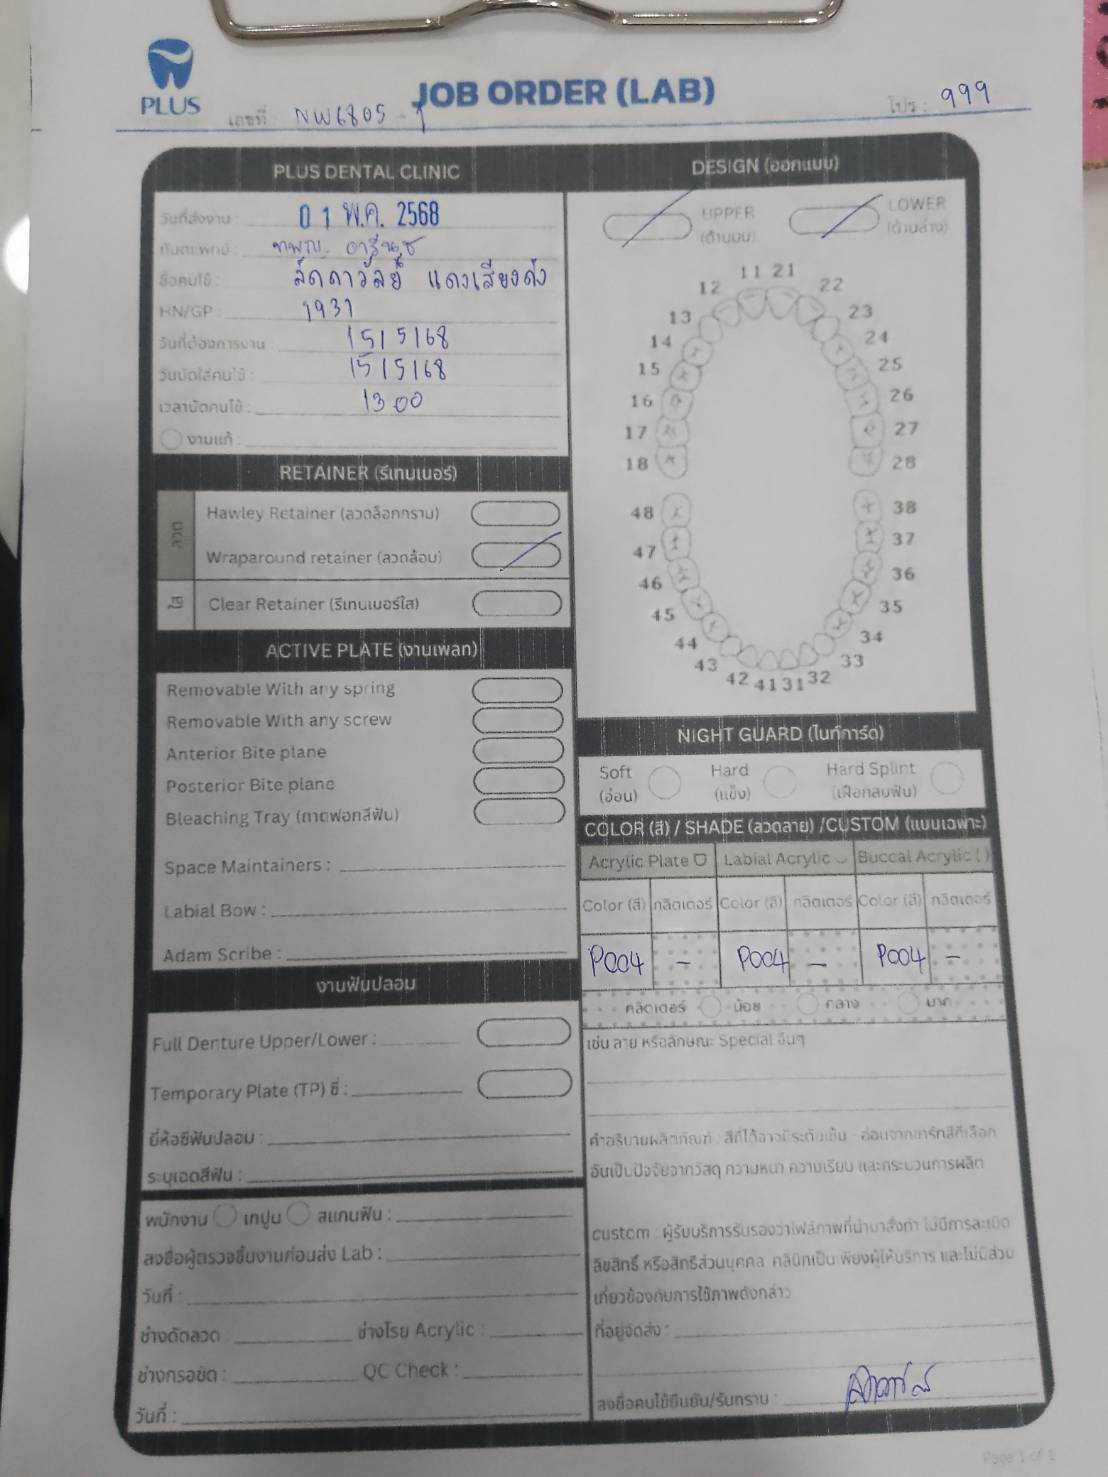 PLUS
JOB ORDER (LAB)
เลขที่ NW6805 - 1
โปร : 999
PLUS DENTAL CLINIC
วันที่ส่งงาน : 01 พ.ค. 2568
ทันตแพทย์ : ทพญ.
ชื่อคนไข้ : ลัดดาวัลย์ แดงเสียงดัง
HN/GP : 1931
วันที่ต้องการงาน 15/5/68
วันนัดใส่คนไข้ : 15/5/68
เวลานัดคนไข้ : 13.00
งานแก้ :
RETAINER (รีเทนเนอร์)
ลวด
Hawley Retainer (ลวดล็อกกราม)
Wraparound retainer (ลวดล้อม)
ใส
Clear Retainer (รีเทนเนอร์ใส)
ACTIVE PLATE (งานเพลท)
Removable With any spring
Removable With any screw
Anterior Bite plane
Posterior Bite plane
Bleaching Tray (ถาดฟอกสีฟัน)
Space Maintainers :
Labial Bow :
Adam Scribe :
งานฟันปลอม
Full Denture Upper/Lower :
Temporary Plate (TP) ซี่ :
ยี่ห้อซี่ฟันปลอม :
ระบุเฉดสีฟัน :
พนักงาน เทปูน สแกนฟัน :
ลงชื่อผู้ตรวจชิ้นงานก่อนส่ง Lab :
วันที่ :
ช่างดัดลวด : ช่างโรย Acrylic :
ช่างกรอขัด : QC Check :
วันที่ :
DESIGN (ออกแบบ)
UPPER (ด้านบน) LOWER (ด้านล่าง)
11 21
12 22
13 23
14 24
15 25
16 26
17 27
18 28
48 38
47 37
46 36
45 35
44 34
43 33
42 41 31 32
NIGHT GUARD (ไนท์การ์ด)
Soft (อ่อน) Hard (แข็ง) Hard Splint (เฝือกสบฟัน)
COLOR (สี) / SHADE (ลวดลาย) /CUSTOM (แบบเฉพาะ)
Acrylic Plate Labial Acrylic Buccal Acrylic ( )
Color (สี) กลิตเตอร์ Color (สี) กลิตเตอร์ Color (สี) กลิตเตอร์
P004 - P004 - P004 -
กลิตเตอร์ น้อย กลาง มาก
เช่น ลาย หรือลักษณะ Special อื่นๆ
คำอธิบายผลิตภัณฑ์ : สีที่ได้อาจมีระดับเข้ม - อ่อนจากการ์ดสีที่เลือก
อันเป็นปัจจัยจากวัสดุ ความหนา ความเรียบ และกระบวนการผลิต
custom : ผู้รับบริการรับรองว่าไฟล์ภาพที่นำมาสั่งทำ ไม่มีการละเมิด
ลิขสิทธิ์ หรือสิทธิส่วนบุคคล คลินิกเป็นเพียงผู้ให้บริการ และไม่มีส่วน
เกี่ยวข้องกับการใช้ภาพดังกล่าว
ที่อยู่จัดส่ง :
ลงชื่อคนไข้ยืนยัน/รับทราบ :
Page 1 of 1